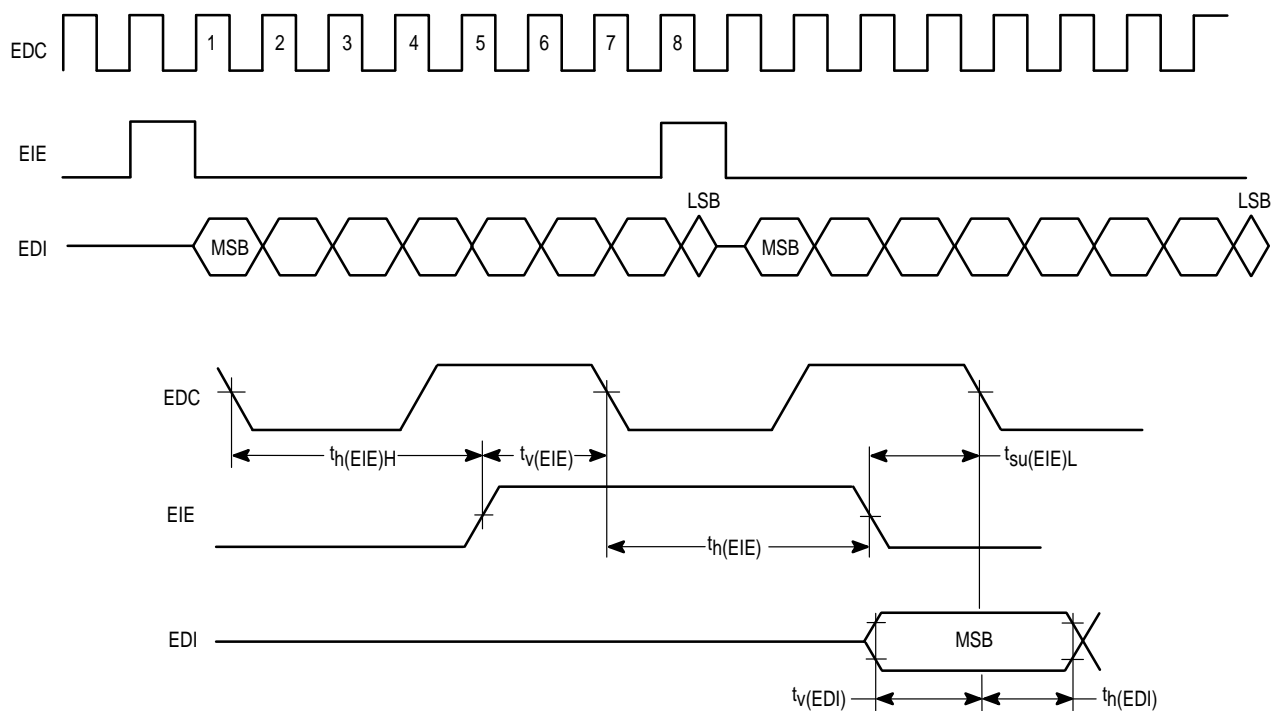 EDC 1 2 3 4 5 6 7 8
EIE
LSB LSB
EDI MSB MSB
EDC
th(EIE)H tv(EIE) tsu(EIE)L
EIE
th(EIE)
EDI MSB
tv(EDI) th(EDI)